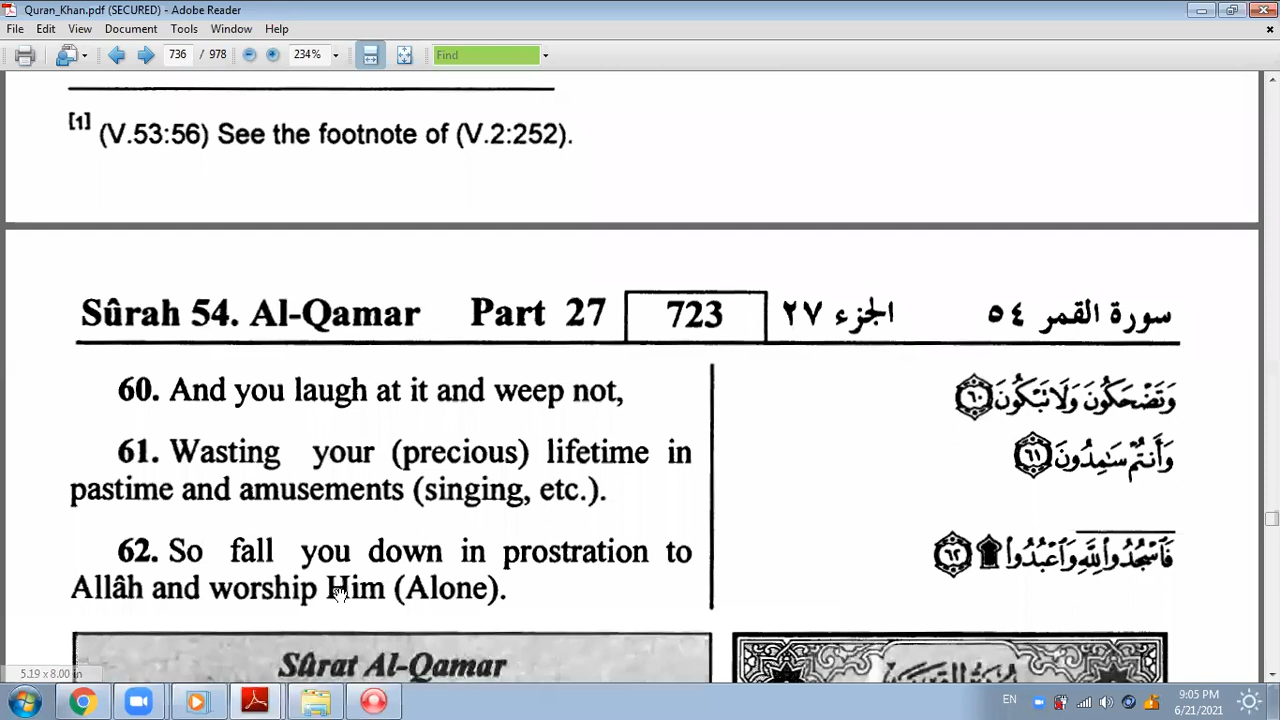 Quran_Khan.pdf (SECURED) - Adobe Reader
File Edit View Document Tools Window Help
736 / 978 234% Find
[1] (V.53:56) See the footnote of (V.2:252).
Sûrah 54. Al-Qamar Part 27 723 الجزء ٢٧ سورة القمر ٥٤
60. And you laugh at it and weep not,
وَتَضْحَكُونَ وَلَا تَبْكُونَ ٦٠
61. Wasting your (precious) lifetime in
pastime and amusements (singing, etc.).
وَأَنتُمْ سَٰمِدُونَ ٦١
62. So fall you down in prostration to
Allâh and worship Him (Alone).
فَٱسْجُدُوا۟ لِلَّهِ وَٱعْبُدُوا۟ ۩ ٦٢
Sûrat Al-Qamar
5.19 x 8.00 in
EN
9:05 PM
6/21/2021